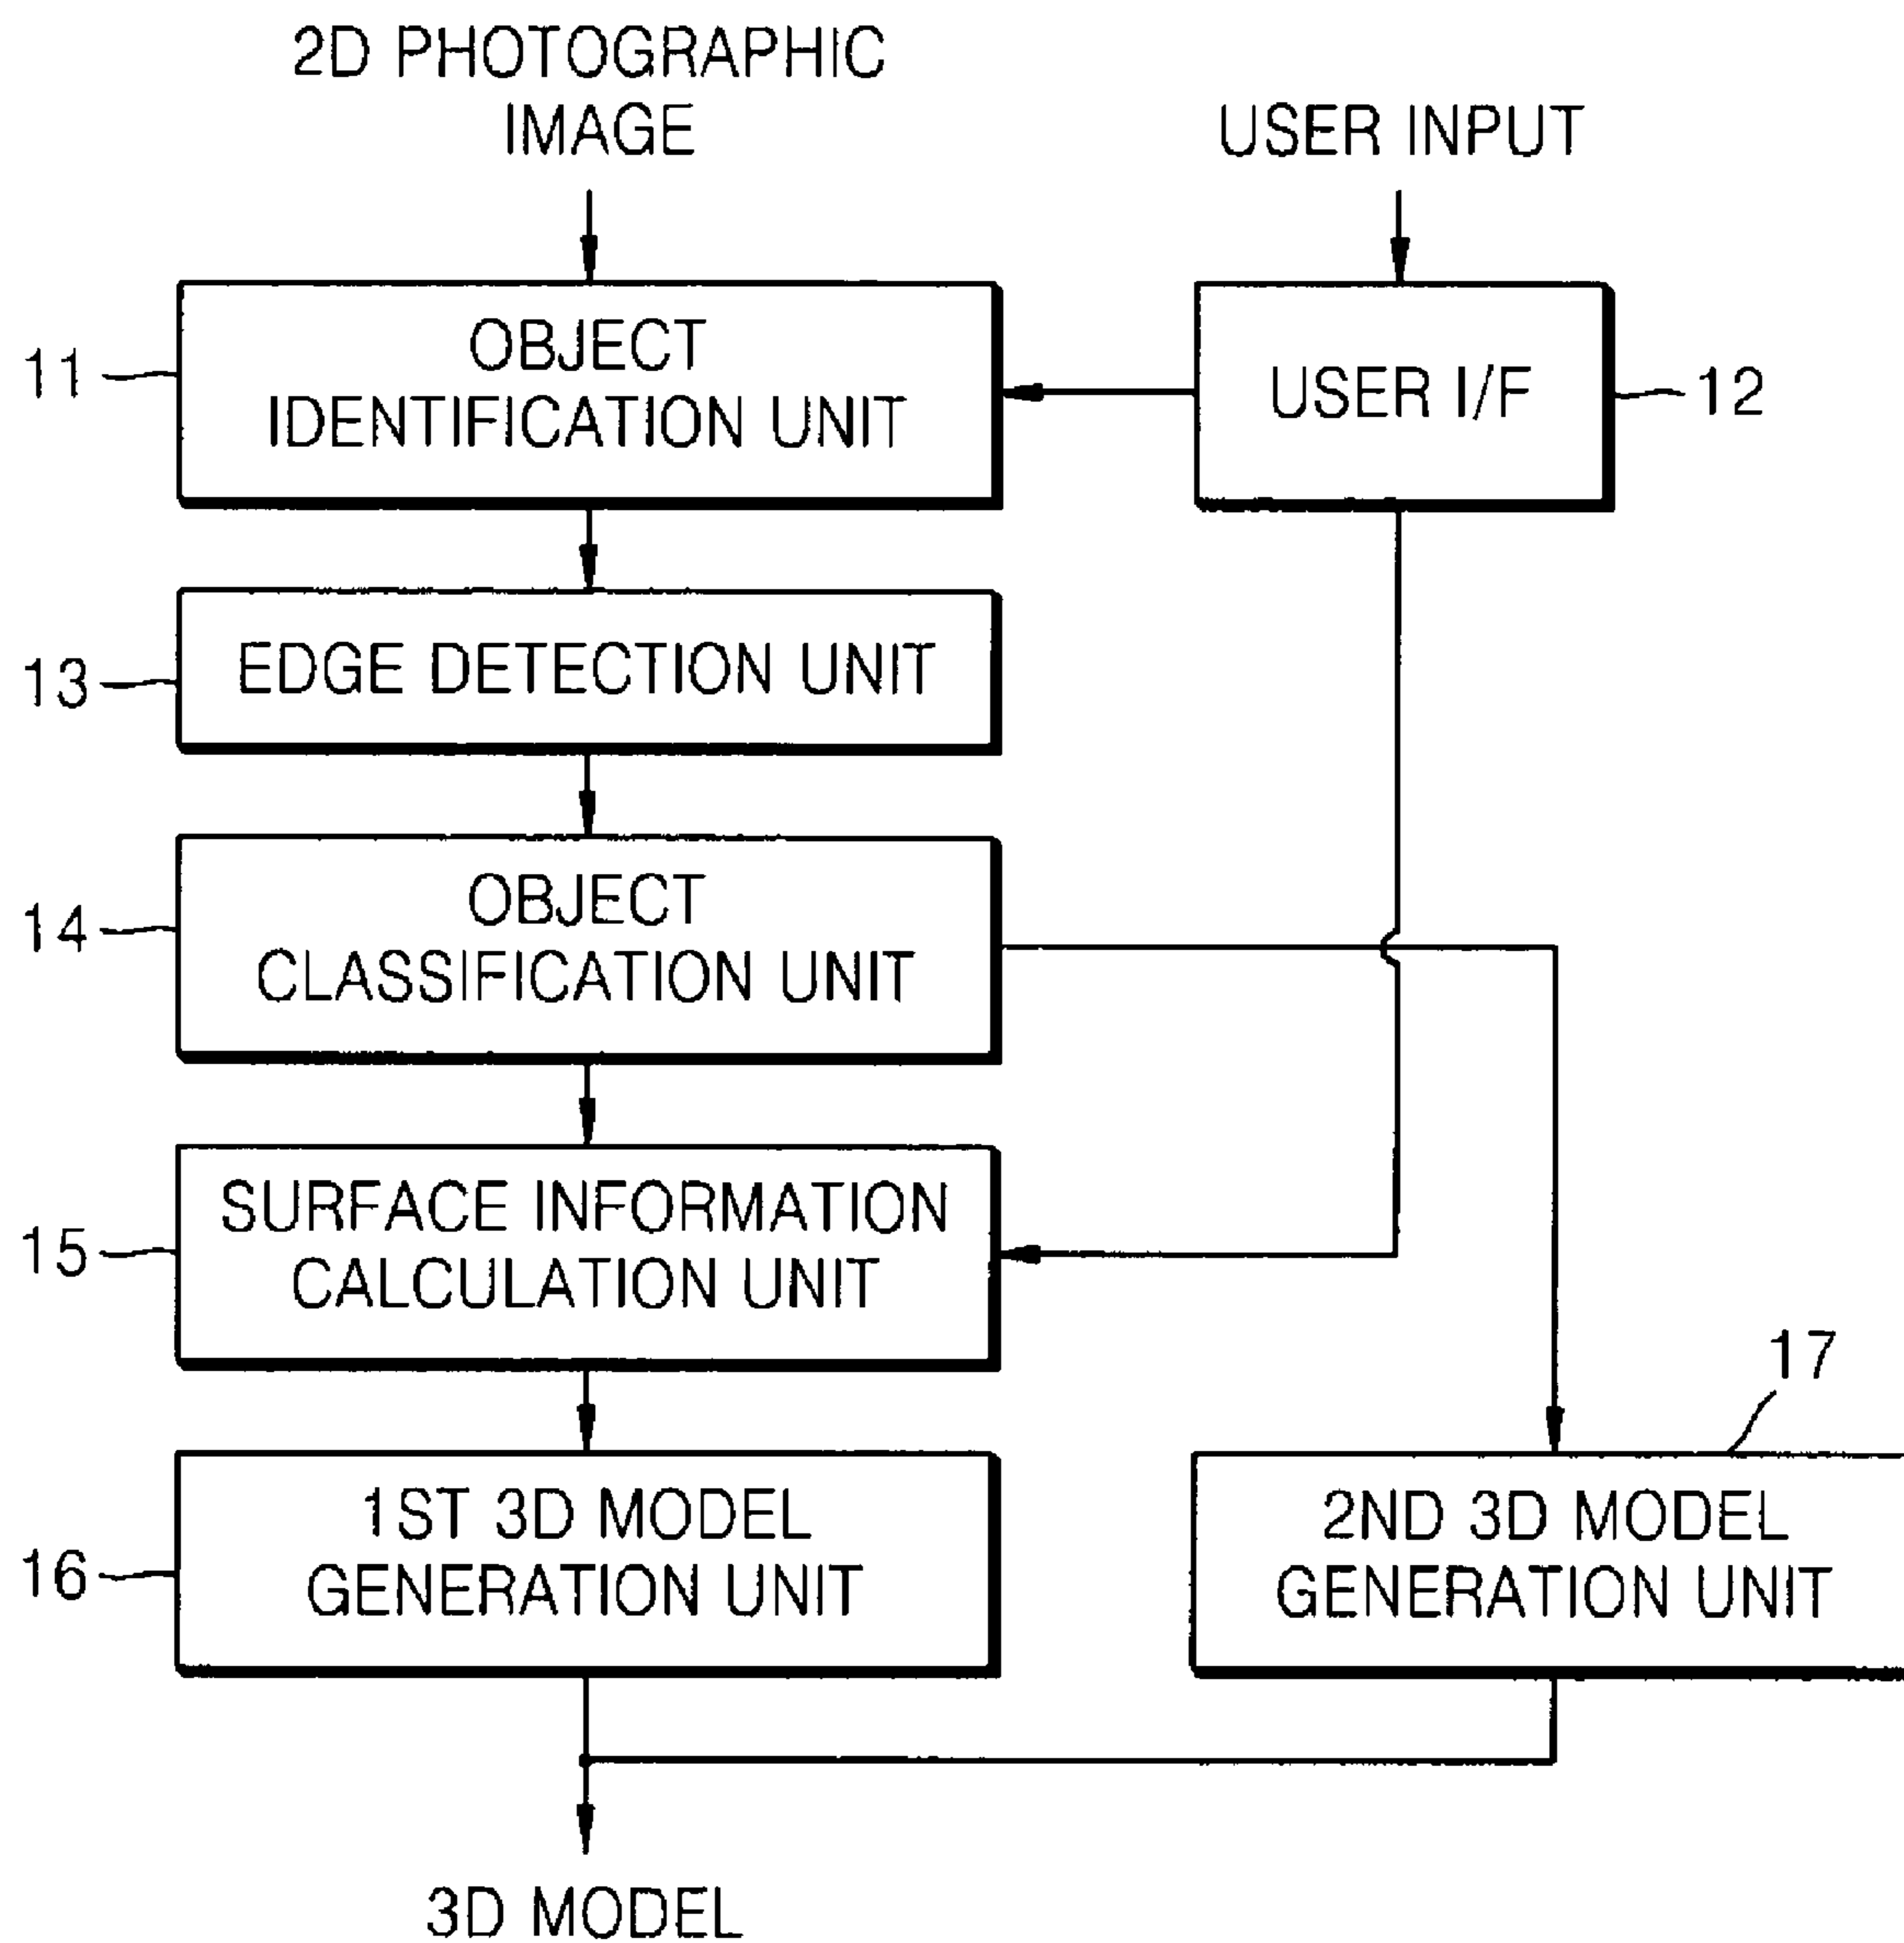 2D PHOTOGRAPHIC
IMAGE
USER INPUT
11
OBJECT
IDENTIFICATION UNIT
USER I/F
12
13
EDGE DETECTION UNIT
14
OBJECT
CLASSIFICATION UNIT
15
SURFACE INFORMATION
CALCULATION UNIT
17
16
1ST 3D MODEL
GENERATION UNIT
2ND 3D MODEL
GENERATION UNIT
3D MODEL